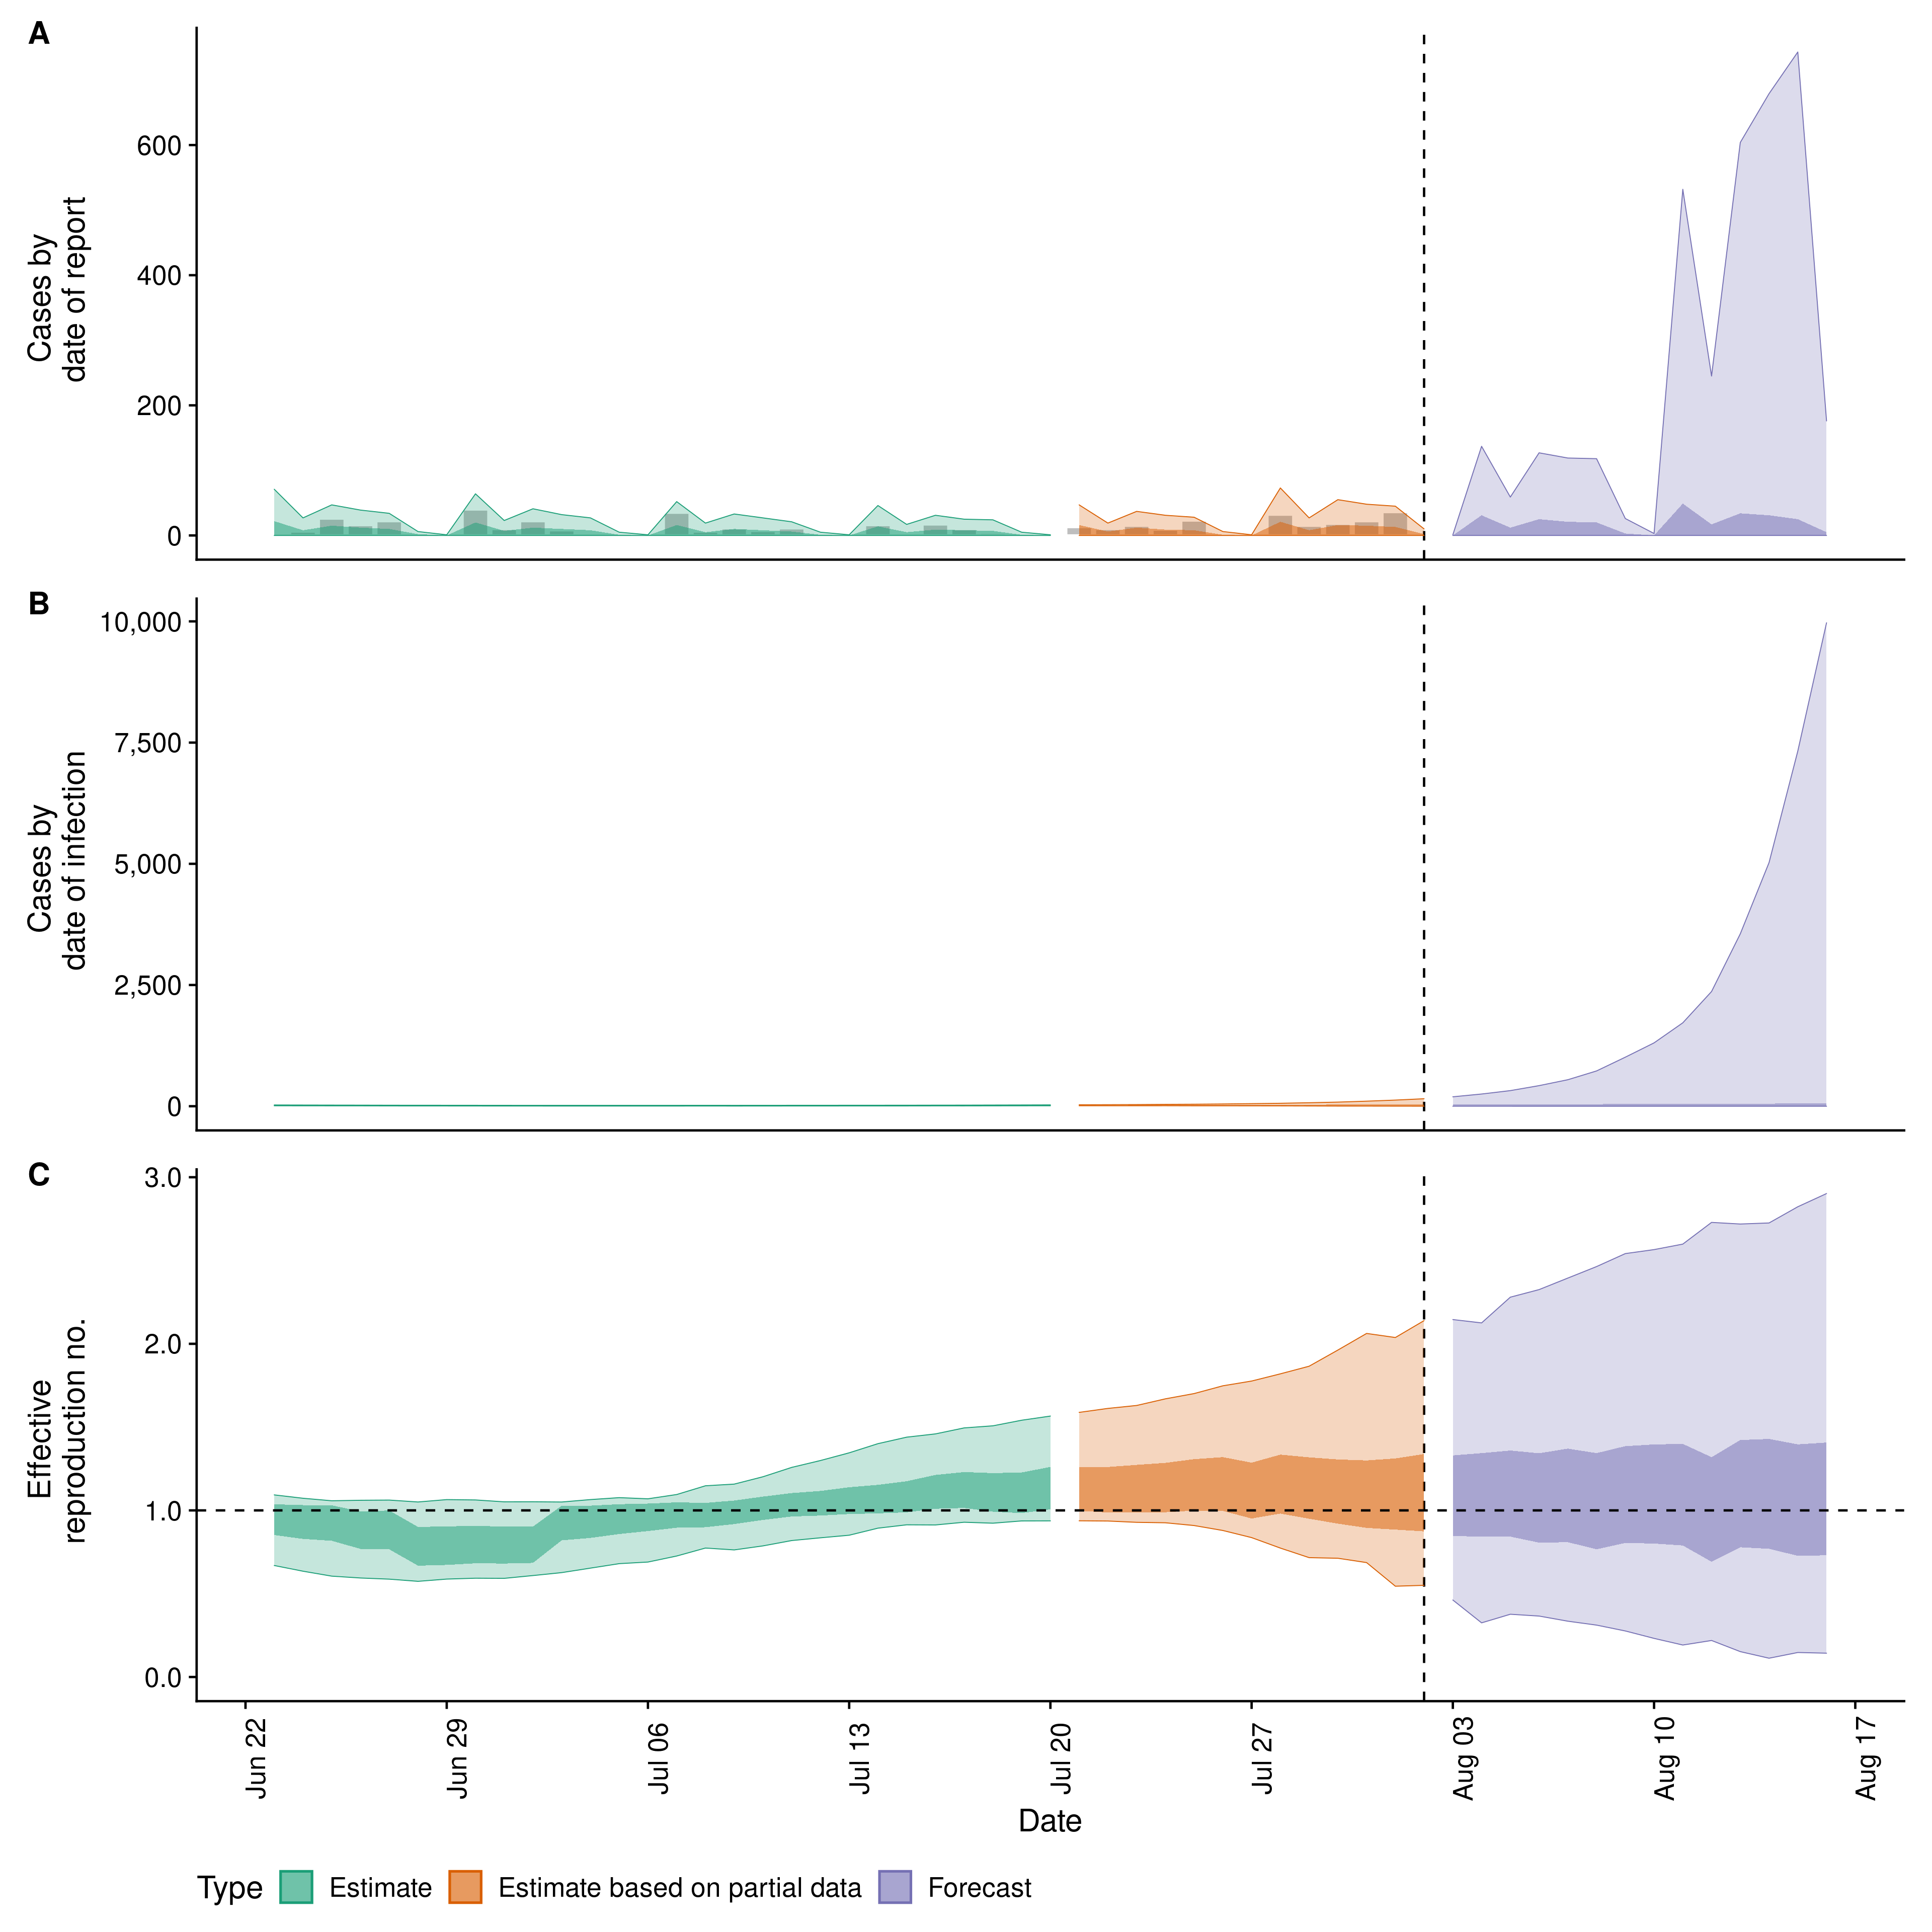 A
Cases by
date of report
600
400
200
0
B
Cases by
date of infection
10,000
7,500
5,000
2,500
0
C
Effective
reproduction no.
3.0
2.0
1.0
0.0
Jun 22
Jun 29
Jul 06
Jul 13
Jul 20
Jul 27
Aug 03
Aug 10
Aug 17
Date
Type Estimate Estimate based on partial data Forecast